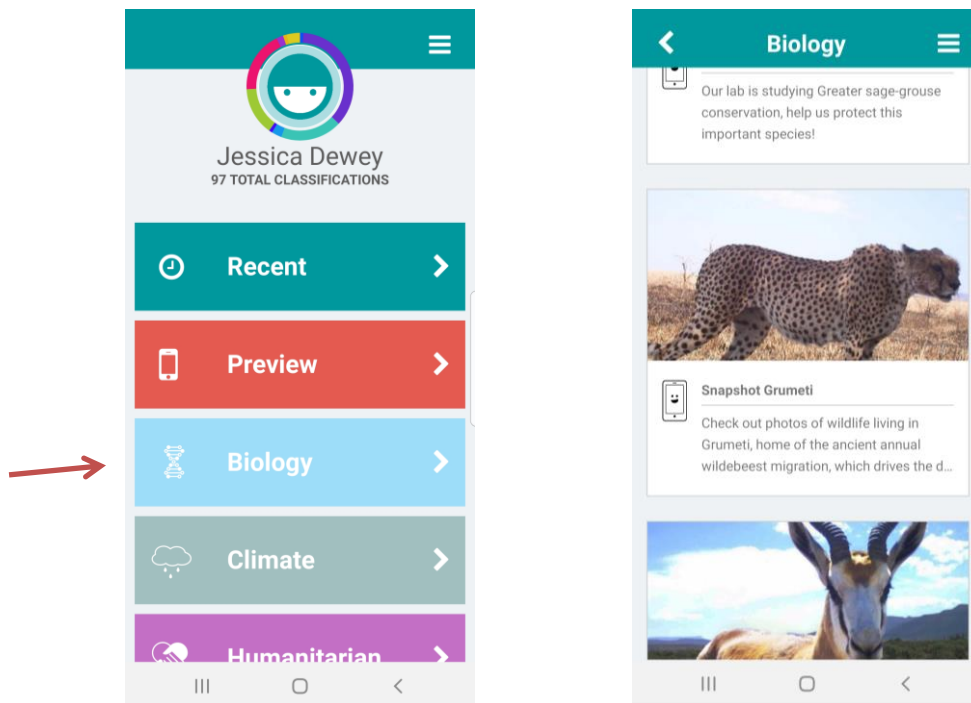 Jessica Dewey
97 TOTAL CLASSIFICATIONS
Recent
Preview
Biology
Climate
Humanitarian
Biology
Our lab is studying Greater sage-grouse
conservation, help us protect this
important species!
Snapshot Grumeti
Check out photos of wildlife living in
Grumeti, home of the ancient annual
wildebeest migration, which drives the d...